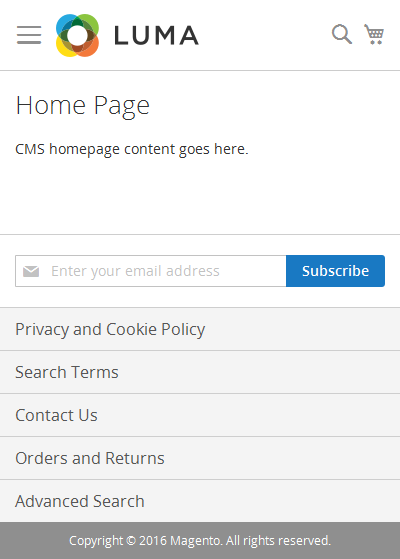 LUMA
Home Page
CMS homepage content goes here.
Enter your email address
Subscribe
Privacy and Cookie Policy
Search Terms
Contact Us
Orders and Returns
Advanced Search
Copyright © 2016 Magento. All rights reserved.